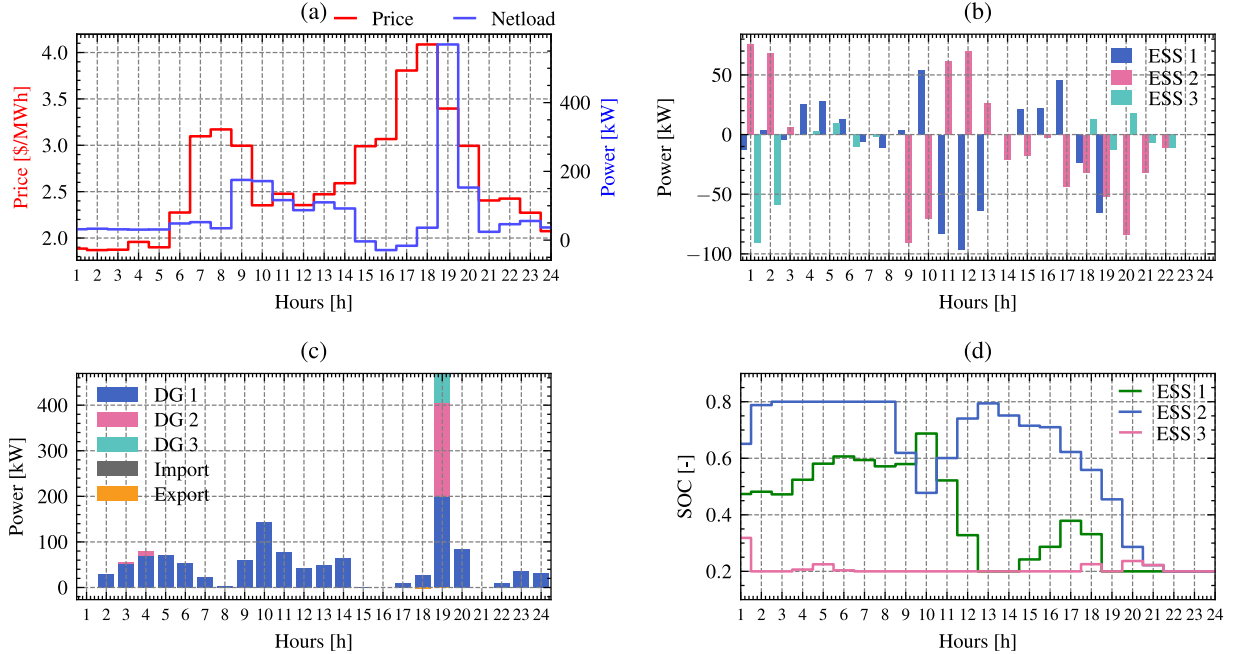 (a)
Price
Netload
4.0
3.5
3.0
2.5
2.0
Price [$/MWh]
400
200
0
Power [kW]
1 2 3 4 5 6 7 8 9 10 11 12 13 14 15 16 17 18 19 20 21 22 23 24
Hours [h]
(b)
ESS 1
ESS 2
ESS 3
50
0
−50
−100
Power [kW]
1 2 3 4 5 6 7 8 9 10 11 12 13 14 15 16 17 18 19 20 21 22 23 24
Hours [h]
(c)
DG 1
DG 2
DG 3
Import
Export
400
300
200
100
0
Power [kW]
1 2 3 4 5 6 7 8 9 10 11 12 13 14 15 16 17 18 19 20 21 22 23 24
Hours [h]
(d)
ESS 1
ESS 2
ESS 3
0.8
0.6
0.4
0.2
SOC [-]
1 2 3 4 5 6 7 8 9 10 11 12 13 14 15 16 17 18 19 20 21 22 23 24
Hours [h]